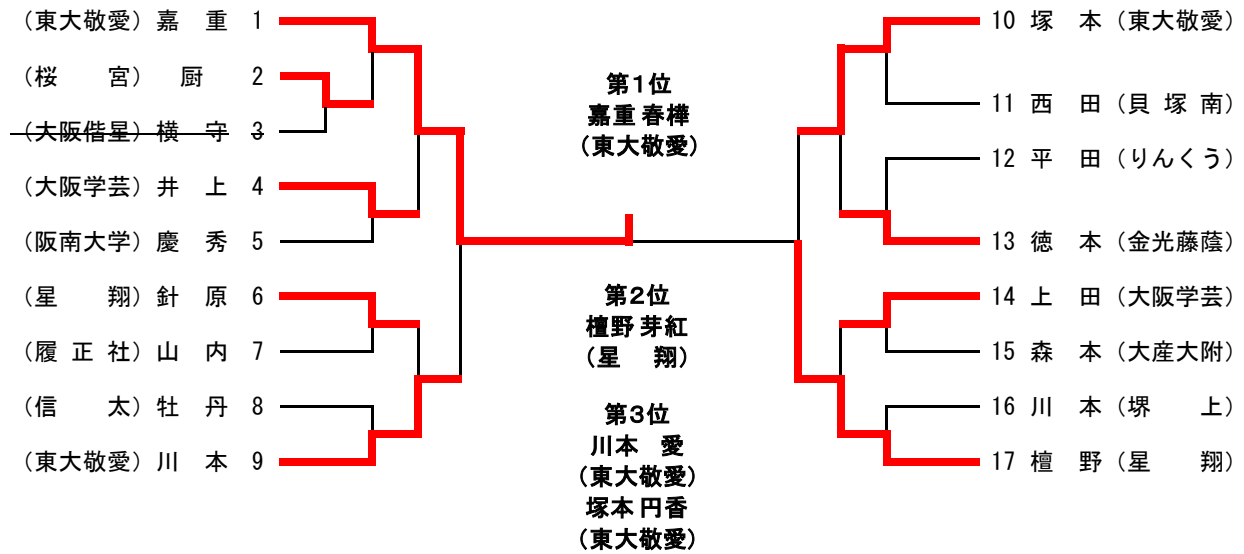 （東大敬愛）嘉　重　1
（桜　　宮）　厨　　2
（大阪偕星）横　守　3
（大阪学芸）井　上　4
（阪南大学）慶　秀　5
（星　　翔）針　原　6
（履 正 社）山　内　7
（信　　太）牡　丹　8
（東大敬愛）川　本　9
第1位
嘉重 春樺
（東大敬愛）
第2位
檀野 芽紅
（星　　翔）
第3位
川本　愛
（東大敬愛）
塚本 円香
（東大敬愛）
10 塚　本（東大敬愛）
11 西　田（貝 塚 南）
12 平　田（りんくう）
13 徳　本（金光藤蔭）
14 上　田（大阪学芸）
15 森　本（大産大附）
16 川　本（堺　　上）
17 檀　野（星　　翔）